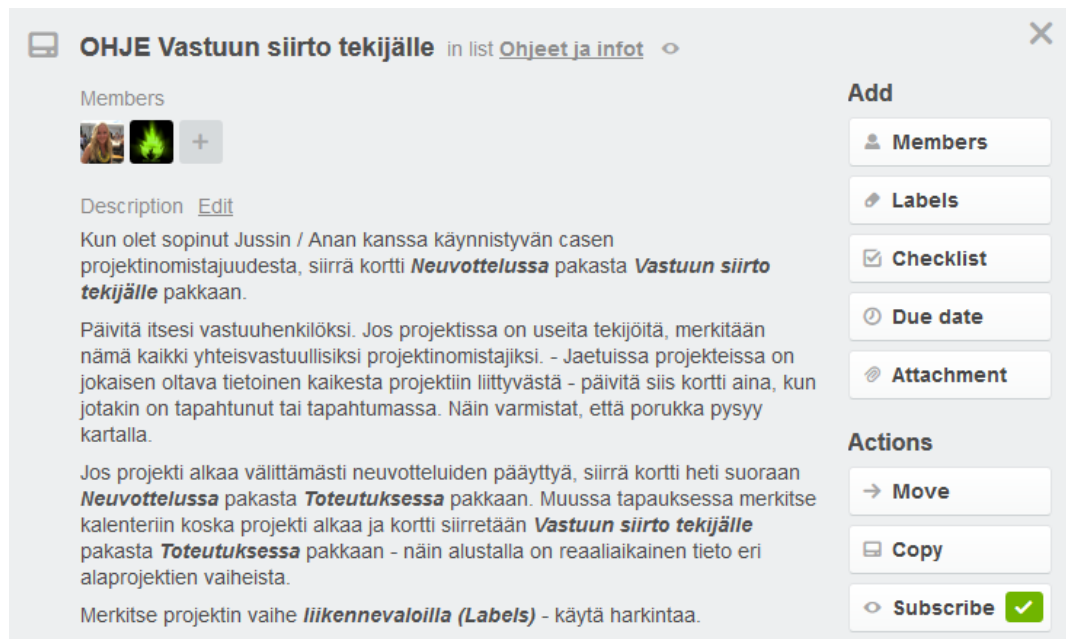 OHJE Vastuun siirto tekijälle in list Ohjeet ja infot
Members
Description Edit
Kun olet sopinut Jussin / Anan kanssa käynnistyvän casen
projektinomistajuudesta, siirrä kortti Neuvottelussa pakasta Vastuun siirto
tekijälle pakkaan.
Päivitä itsesi vastuuhenkilöksi. Jos projektissa on useita tekijöitä, merkitään
nämä kaikki yhteisvastuullisiksi projektinomistajiksi. - Jaetuissa projekteissa on
jokaisen oltava tietoinen kaikesta projektiin liittyvästä - päivitä siis kortti aina, kun
jotakin on tapahtunut tai tapahtumassa. Näin varmistat, että porukka pysyy
kartalla.
Jos projekti alkaa välittämästi neuvotteluiden päääyttyä, siirrä kortti heti suoraan
Neuvottelussa pakasta Toteutuksessa pakkaan. Muussa tapauksessa merkitse
kalenteriin koska projekti alkaa ja kortti siirretään Vastuun siirto tekijälle
pakasta Toteutuksessa pakkaan - näin alustalla on reaaliaikainen tieto eri
alaprojektien vaiheista.
Merkitse projektin vaihe liikennevaloilla (Labels) - käytä harkintaa.
Add
Members
Labels
Checklist
Due date
Attachment
Actions
Move
Copy
Subscribe